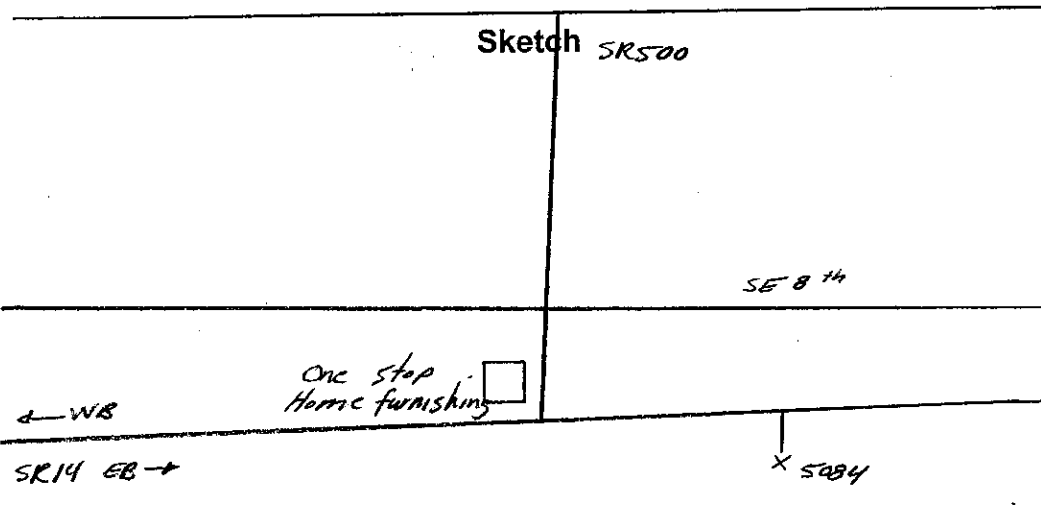 Sketch SR500
SE 8th
One stop
Home furnishing
← WB
SR14 EB →
X 5084